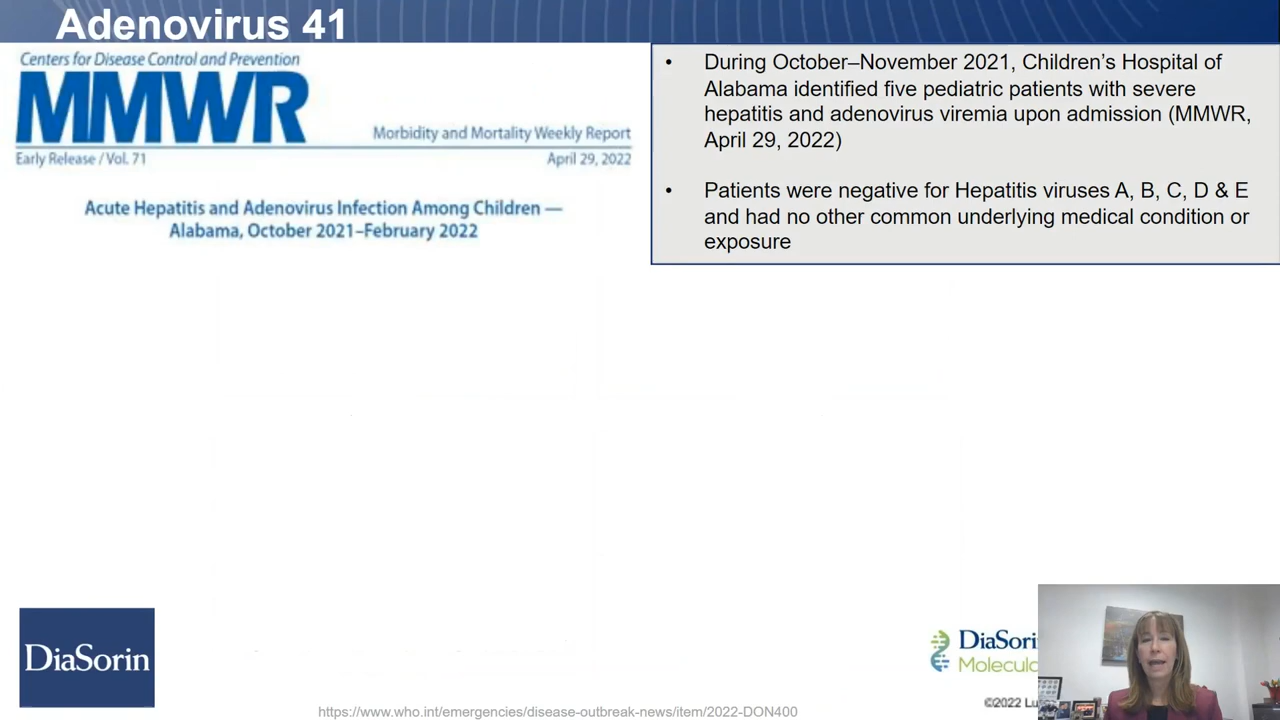 Adenovirus 41
Centers for Disease Control and Prevention
MMWR
Morbidity and Mortality Weekly Report
Early Release / Vol. 71
April 29, 2022
Acute Hepatitis and Adenovirus Infection Among Children —
Alabama, October 2021–February 2022
• During October–November 2021, Children’s Hospital of
Alabama identified five pediatric patients with severe
hepatitis and adenovirus viremia upon admission (MMWR,
April 29, 2022)
• Patients were negative for Hepatitis viruses A, B, C, D & E
and had no other common underlying medical condition or
exposure
DiaSorin
DiaSori
Molecul
©2022 Lu
https://www.who.int/emergencies/disease-outbreak-news/item/2022-DON400